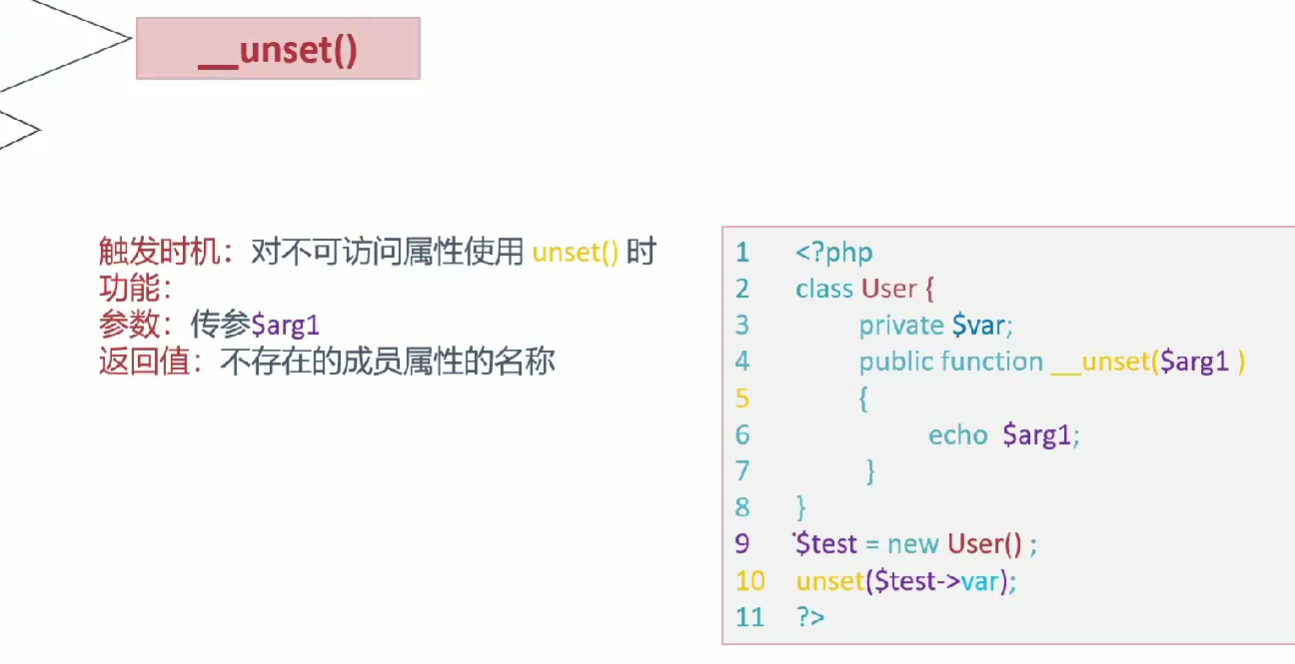 __unset()
触发时机：对不可访问属性使用 unset() 时
功能：
参数：传参$arg1
返回值：不存在的成员属性的名称
1 <?php
2 class User {
3 private $var;
4 public function __unset($arg1 )
5 {
6 echo $arg1;
7 }
8 }
9 $test = new User() ;
10 unset($test->var);
11 ?>